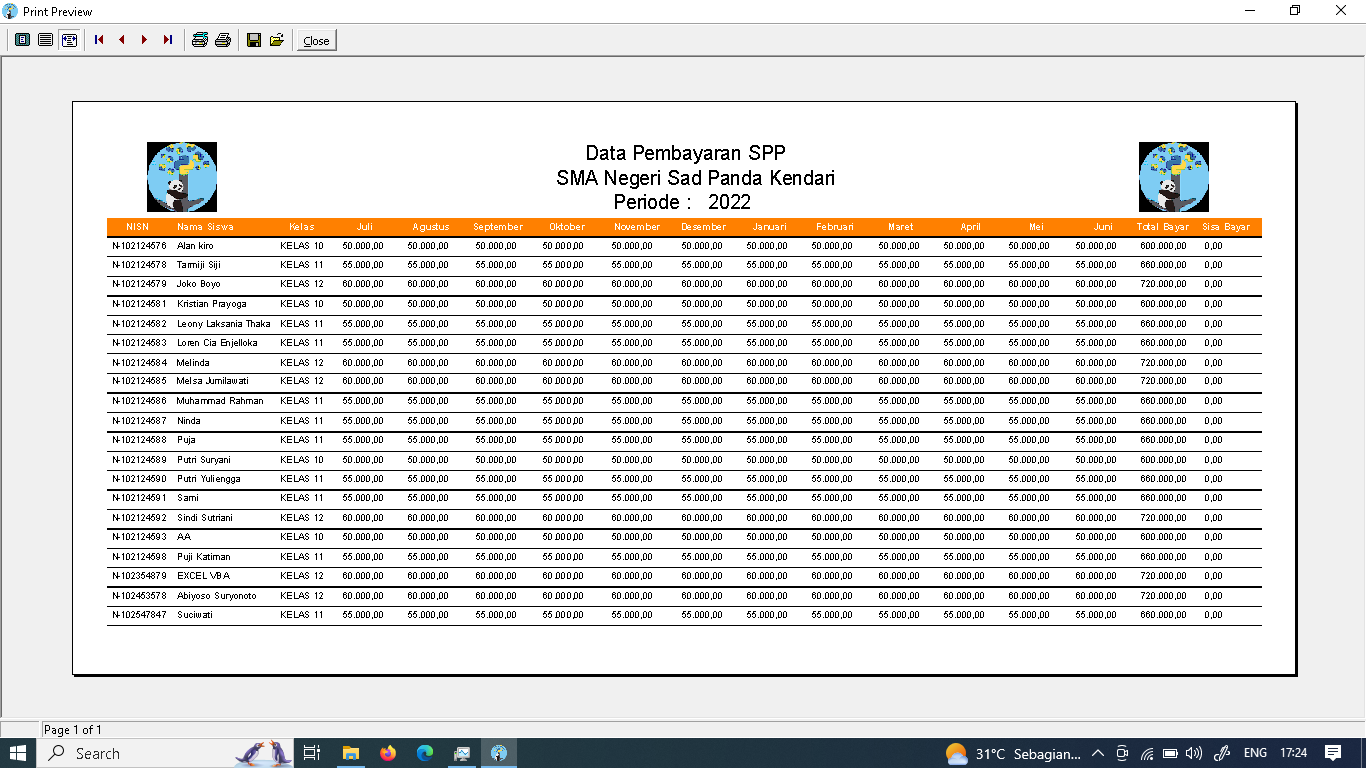 Print Preview
Close
Data Pembayaran SPP
SMA Negeri Sad Panda Kendari
Periode : 2022
NISN Nama Siswa Kelas Juli Agustus September Oktober November Desember Januari Februari Maret April Mei Juni Total Bayar Sisa Bayar
N-102124576 Alan kiro KELAS 10 50.000,00 50.000,00 50.000,00 50.000,00 50.000,00 50.000,00 50.000,00 50.000,00 50.000,00 50.000,00 50.000,00 50.000,00 600.000,00 0,00
N-102124578 Tarmiji Siji KELAS 11 55.000,00 55.000,00 55.000,00 55.000,00 55.000,00 55.000,00 55.000,00 55.000,00 55.000,00 55.000,00 55.000,00 55.000,00 660.000,00 0,00
N-102124579 Joko Boyo KELAS 12 60.000,00 60.000,00 60.000,00 60.000,00 60.000,00 60.000,00 60.000,00 60.000,00 60.000,00 60.000,00 60.000,00 60.000,00 720.000,00 0,00
N-102124581 Kristian Prayoga KELAS 10 50.000,00 50.000,00 50.000,00 50.000,00 50.000,00 50.000,00 50.000,00 50.000,00 50.000,00 50.000,00 50.000,00 50.000,00 600.000,00 0,00
N-102124582 Leony Laksania Thaka KELAS 11 55.000,00 55.000,00 55.000,00 55.000,00 55.000,00 55.000,00 55.000,00 55.000,00 55.000,00 55.000,00 55.000,00 55.000,00 660.000,00 0,00
N-102124583 Loren Cia Enjelloka KELAS 11 55.000,00 55.000,00 55.000,00 55.000,00 55.000,00 55.000,00 55.000,00 55.000,00 55.000,00 55.000,00 55.000,00 55.000,00 660.000,00 0,00
N-102124584 Melinda KELAS 12 60.000,00 60.000,00 60.000,00 60.000,00 60.000,00 60.000,00 60.000,00 60.000,00 60.000,00 60.000,00 60.000,00 60.000,00 720.000,00 0,00
N-102124585 Melsa Jumilawati KELAS 12 60.000,00 60.000,00 60.000,00 60.000,00 60.000,00 60.000,00 60.000,00 60.000,00 60.000,00 60.000,00 60.000,00 60.000,00 720.000,00 0,00
N-102124586 Muhammad Rahman KELAS 11 55.000,00 55.000,00 55.000,00 55.000,00 55.000,00 55.000,00 55.000,00 55.000,00 55.000,00 55.000,00 55.000,00 55.000,00 660.000,00 0,00
N-102124587 Ninda KELAS 11 55.000,00 55.000,00 55.000,00 55.000,00 55.000,00 55.000,00 55.000,00 55.000,00 55.000,00 55.000,00 55.000,00 55.000,00 660.000,00 0,00
N-102124588 Puja KELAS 11 55.000,00 55.000,00 55.000,00 55.000,00 55.000,00 55.000,00 55.000,00 55.000,00 55.000,00 55.000,00 55.000,00 55.000,00 660.000,00 0,00
N-102124589 Putri Suryani KELAS 10 50.000,00 50.000,00 50.000,00 50.000,00 50.000,00 50.000,00 50.000,00 50.000,00 50.000,00 50.000,00 50.000,00 50.000,00 600.000,00 0,00
N-102124590 Putri Yuliengga KELAS 11 55.000,00 55.000,00 55.000,00 55.000,00 55.000,00 55.000,00 55.000,00 55.000,00 55.000,00 55.000,00 55.000,00 55.000,00 660.000,00 0,00
N-102124591 Sami KELAS 11 55.000,00 55.000,00 55.000,00 55.000,00 55.000,00 55.000,00 55.000,00 55.000,00 55.000,00 55.000,00 55.000,00 55.000,00 660.000,00 0,00
N-102124592 Sindi Sutriani KELAS 12 60.000,00 60.000,00 60.000,00 60.000,00 60.000,00 60.000,00 60.000,00 60.000,00 60.000,00 60.000,00 60.000,00 60.000,00 720.000,00 0,00
N-102124593 AA KELAS 10 50.000,00 50.000,00 50.000,00 50.000,00 50.000,00 50.000,00 50.000,00 50.000,00 50.000,00 50.000,00 50.000,00 50.000,00 600.000,00 0,00
N-102124598 Puji Katiman KELAS 11 55.000,00 55.000,00 55.000,00 55.000,00 55.000,00 55.000,00 55.000,00 55.000,00 55.000,00 55.000,00 55.000,00 55.000,00 660.000,00 0,00
N-102354879 EXCEL VBA KELAS 12 60.000,00 60.000,00 60.000,00 60.000,00 60.000,00 60.000,00 60.000,00 60.000,00 60.000,00 60.000,00 60.000,00 60.000,00 720.000,00 0,00
N-102453578 Abiyoso Suryonoto KELAS 12 60.000,00 60.000,00 60.000,00 60.000,00 60.000,00 60.000,00 60.000,00 60.000,00 60.000,00 60.000,00 60.000,00 60.000,00 720.000,00 0,00
N-102547847 Suciwati KELAS 11 55.000,00 55.000,00 55.000,00 55.000,00 55.000,00 55.000,00 55.000,00 55.000,00 55.000,00 55.000,00 55.000,00 55.000,00 660.000,00 0,00
Page 1 of 1
Search 31°C Sebagian... ENG 17:24